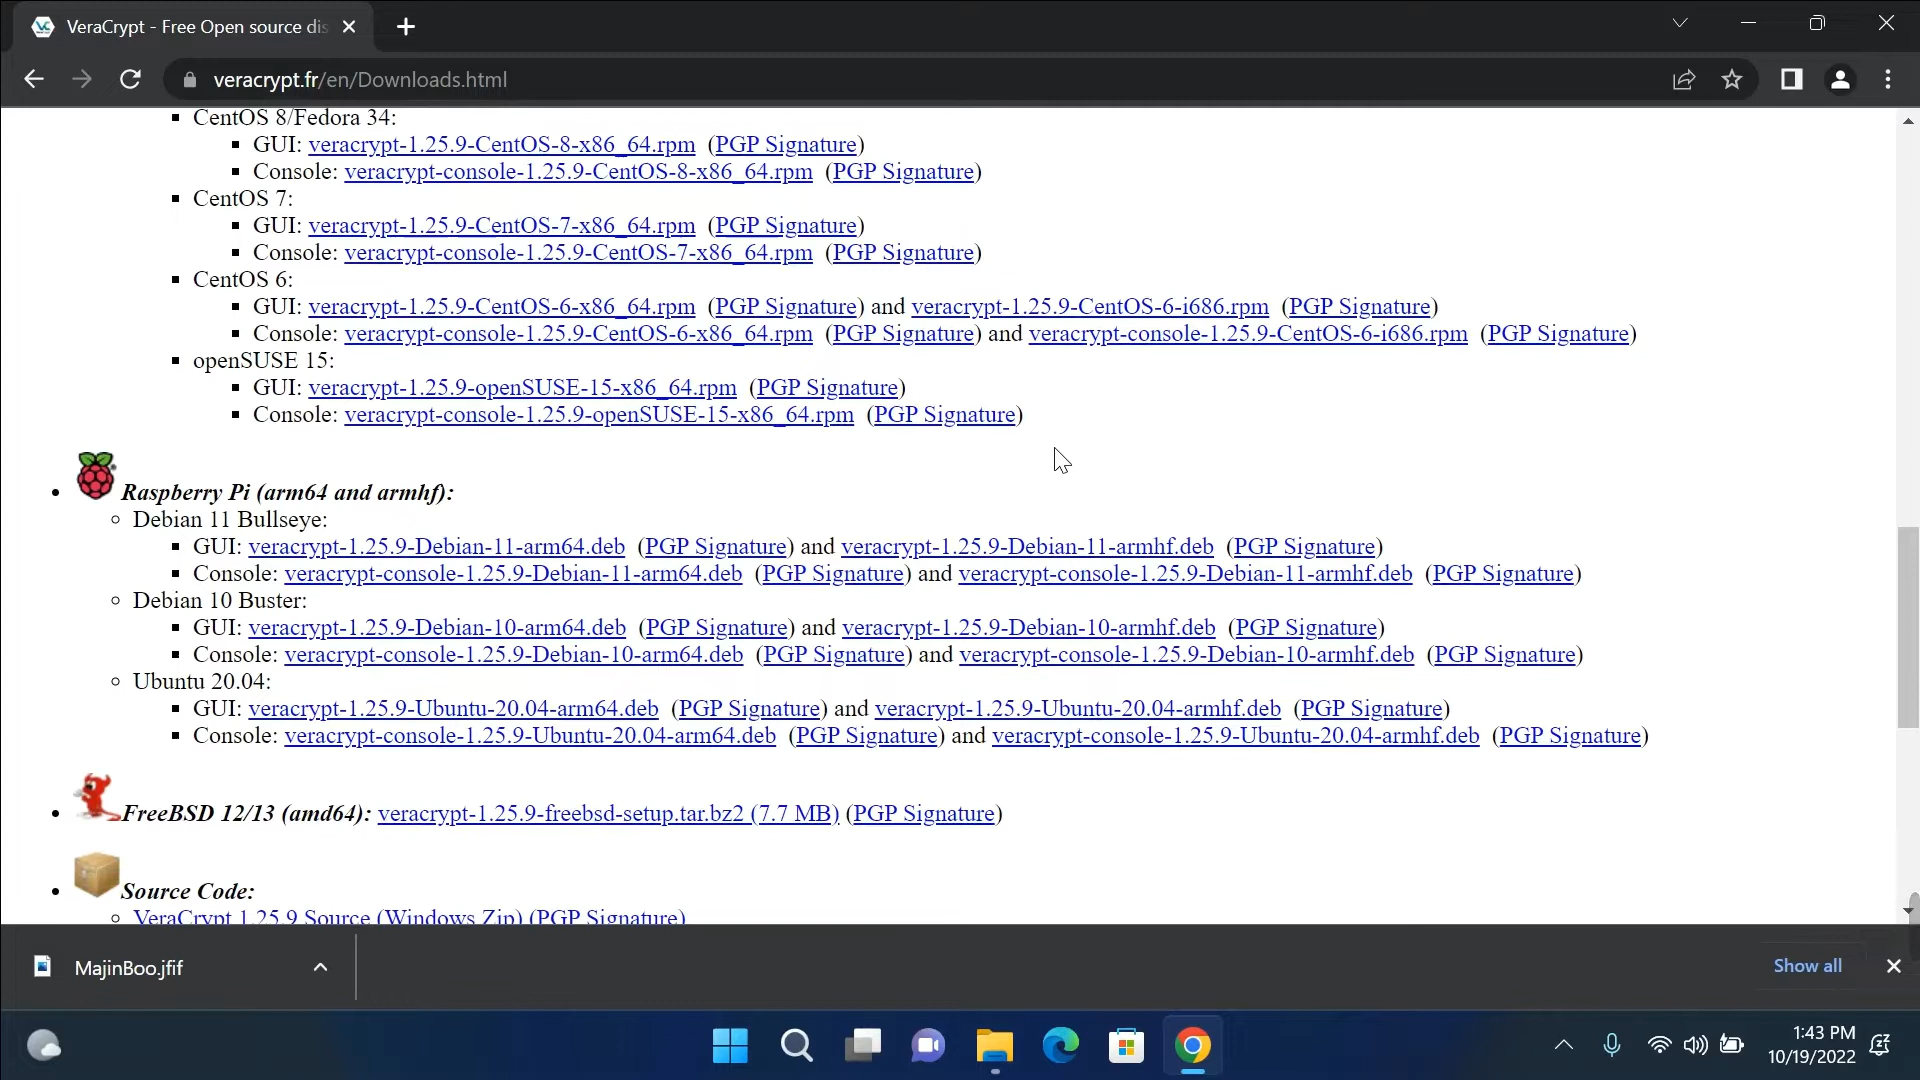 VeraCrypt - Free Open source dis
veracrypt.fr/en/Downloads.html
CentOS 8/Fedora 34:
GUI: veracrypt-1.25.9-CentOS-8-x86_64.rpm (PGP Signature)
Console: veracrypt-console-1.25.9-CentOS-8-x86_64.rpm (PGP Signature)
CentOS 7:
GUI: veracrypt-1.25.9-CentOS-7-x86_64.rpm (PGP Signature)
Console: veracrypt-console-1.25.9-CentOS-7-x86_64.rpm (PGP Signature)
CentOS 6:
GUI: veracrypt-1.25.9-CentOS-6-x86_64.rpm (PGP Signature) and veracrypt-1.25.9-CentOS-6-i686.rpm (PGP Signature)
Console: veracrypt-console-1.25.9-CentOS-6-x86_64.rpm (PGP Signature) and veracrypt-console-1.25.9-CentOS-6-i686.rpm (PGP Signature)
openSUSE 15:
GUI: veracrypt-1.25.9-openSUSE-15-x86_64.rpm (PGP Signature)
Console: veracrypt-console-1.25.9-openSUSE-15-x86_64.rpm (PGP Signature)
Raspberry Pi (arm64 and armhf):
Debian 11 Bullseye:
GUI: veracrypt-1.25.9-Debian-11-arm64.deb (PGP Signature) and veracrypt-1.25.9-Debian-11-armhf.deb (PGP Signature)
Console: veracrypt-console-1.25.9-Debian-11-arm64.deb (PGP Signature) and veracrypt-console-1.25.9-Debian-11-armhf.deb (PGP Signature)
Debian 10 Buster:
GUI: veracrypt-1.25.9-Debian-10-arm64.deb (PGP Signature) and veracrypt-1.25.9-Debian-10-armhf.deb (PGP Signature)
Console: veracrypt-console-1.25.9-Debian-10-arm64.deb (PGP Signature) and veracrypt-console-1.25.9-Debian-10-armhf.deb (PGP Signature)
Ubuntu 20.04:
GUI: veracrypt-1.25.9-Ubuntu-20.04-arm64.deb (PGP Signature) and veracrypt-1.25.9-Ubuntu-20.04-armhf.deb (PGP Signature)
Console: veracrypt-console-1.25.9-Ubuntu-20.04-arm64.deb (PGP Signature) and veracrypt-console-1.25.9-Ubuntu-20.04-armhf.deb (PGP Signature)
FreeBSD 12/13 (amd64): veracrypt-1.25.9-freebsd-setup.tar.bz2 (7.7 MB) (PGP Signature)
Source Code:
VeraCrypt 1.25.9 Source (Windows Zip) (PGP Signature)
MajinBoo.jfif
Show all
1:43 PM
10/19/2022